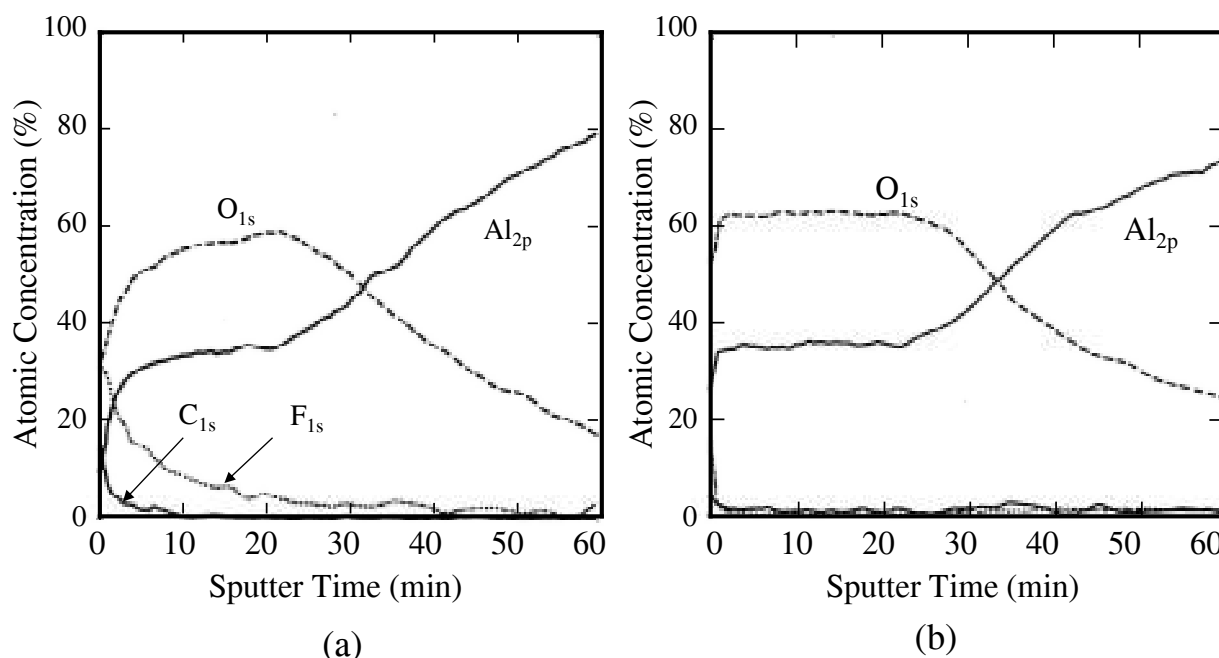 100
80
60
40
20
0
Atomic Concentration (%)
O1s
Al2p
C1s
F1s
0 10 20 30 40 50 60
Sputter Time (min)
(a)
100
80
60
40
20
0
Atomic Concentration (%)
O1s
Al2p
0 10 20 30 40 50 60
Sputter Time (min)
(b)